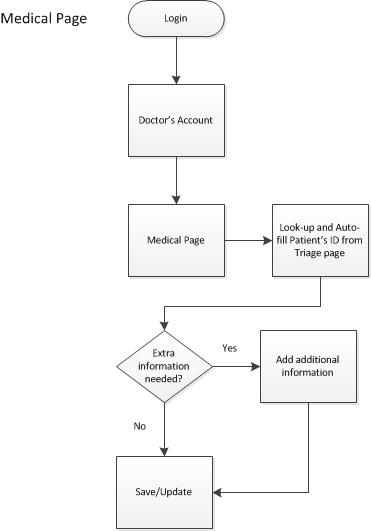 Medical Page
Login
Doctor's Account
Medical Page
Look-up and Auto-
fill Patient's ID from
Triage page
Extra
information
needed?
Yes
Add additional
information
No
Save/Update